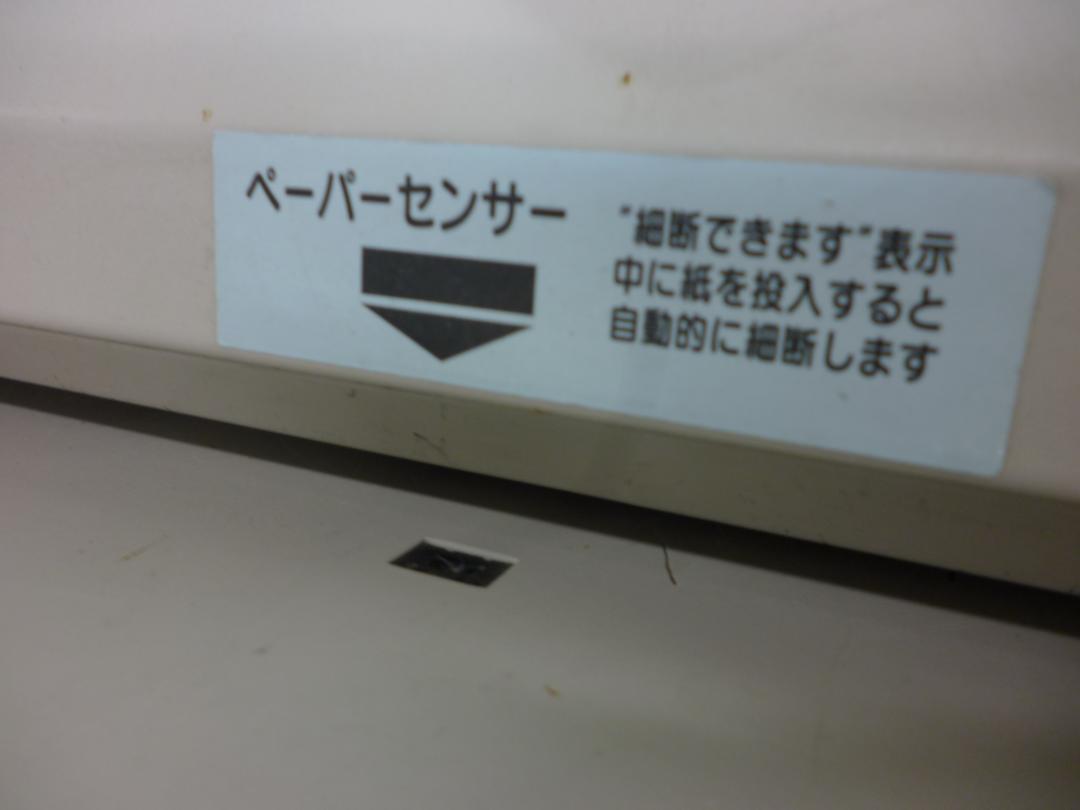 ペーパーセンサー
"細断できます"表示
中に紙を投入すると
自動的に細断します